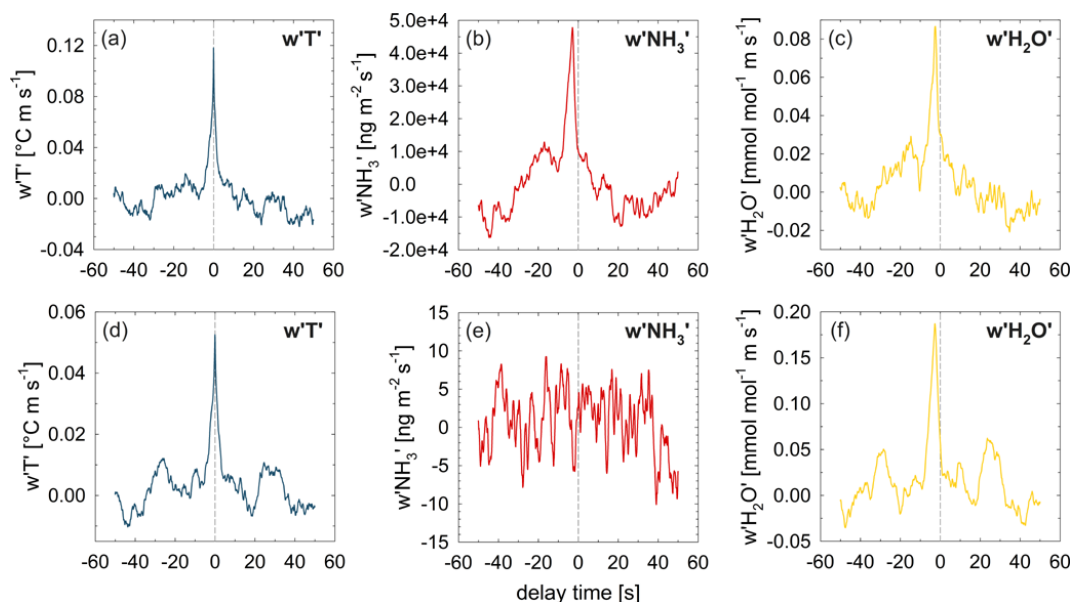 (a) w'T'
w'T' [°C m s⁻¹]
0.12
0.08
0.04
0.00
-0.04
-60 -40 -20 0 20 40 60
(b) w'NH₃'
w'NH₃' [ng m⁻² s⁻¹]
5.0e+4
4.0e+4
3.0e+4
2.0e+4
1.0e+4
0.0
-1.0e+4
-2.0e+4
-60 -40 -20 0 20 40 60
(c) w'H₂O'
w'H₂O' [mmol mol⁻¹ m s⁻¹]
0.08
0.06
0.04
0.02
0.00
-0.02
-60 -40 -20 0 20 40 60
(d) w'T'
w'T' [°C m s⁻¹]
0.06
0.04
0.02
0.00
-60 -40 -20 0 20 40 60
(e) w'NH₃'
w'NH₃' [ng m⁻² s⁻¹]
15
10
5
0
-5
-10
-15
-60 -40 -20 0 20 40 60
delay time [s]
(f) w'H₂O'
w'H₂O' [mmol mol⁻¹ m s⁻¹]
0.20
0.15
0.10
0.05
0.00
-0.05
-60 -40 -20 0 20 40 60